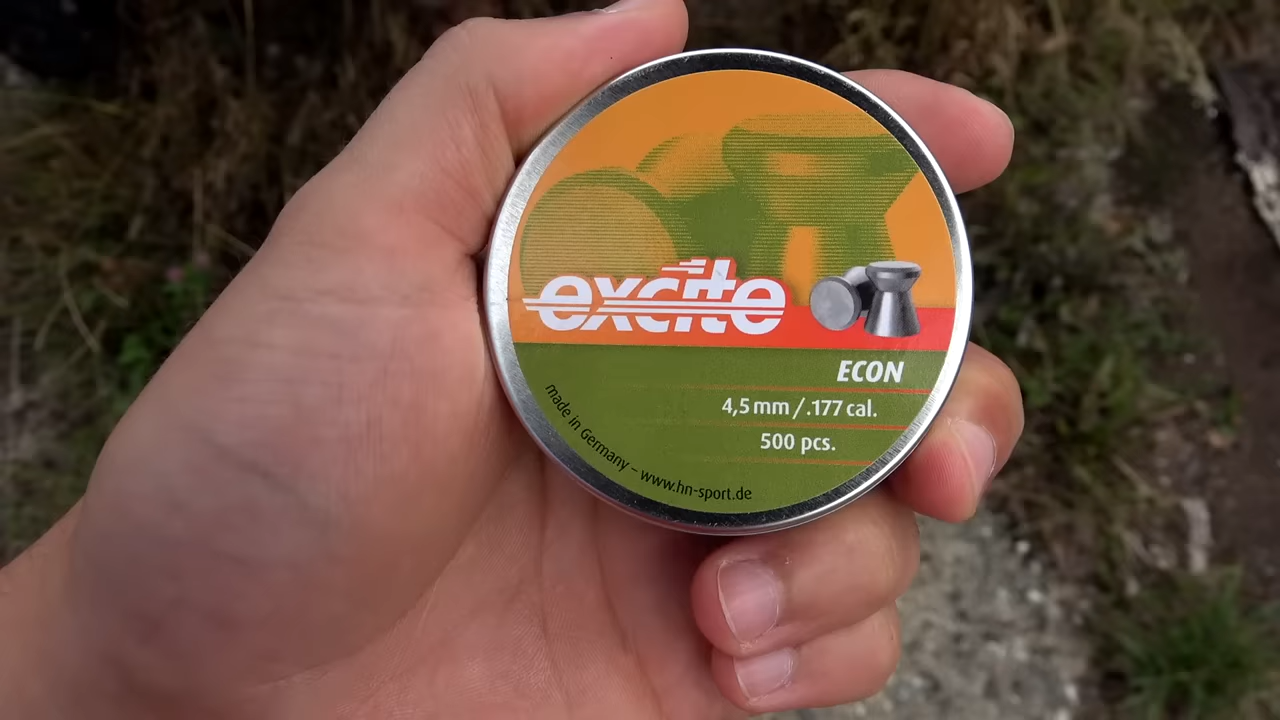 excite
ECON
4,5 mm / .177 cal.
500 pcs.
made in Germany – www.hn-sport.de